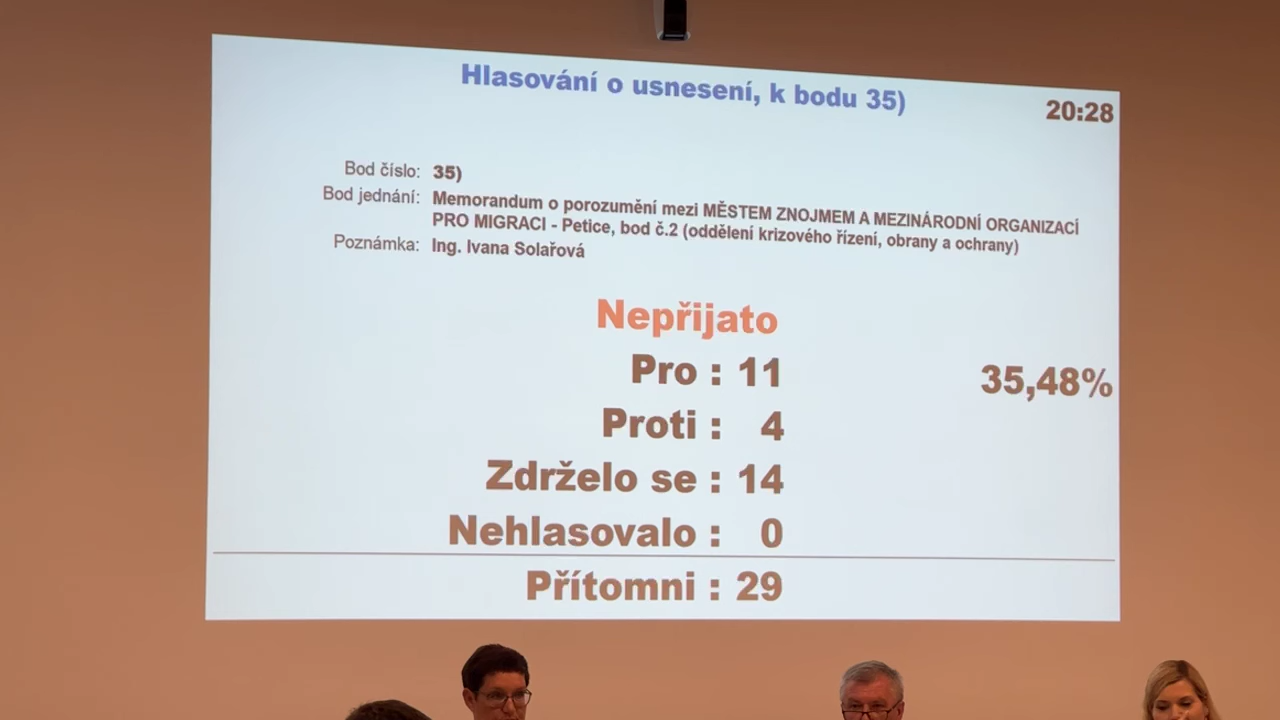 Hlasování o usnesení, k bodu 35)
20:28
Bod číslo: 35)
Bod jednání: Memorandum o porozumění mezi MĚSTEM ZNOJMEM A MEZINÁRODNÍ ORGANIZACÍ
PRO MIGRACI - Petice, bod č.2 (oddělení krizového řízení, obrany a ochrany)
Poznámka: Ing. Ivana Solařová
Nepřijato
Pro : 11 35,48%
Proti : 4
Zdrželo se : 14
Nehlasovalo : 0
Přítomni : 29